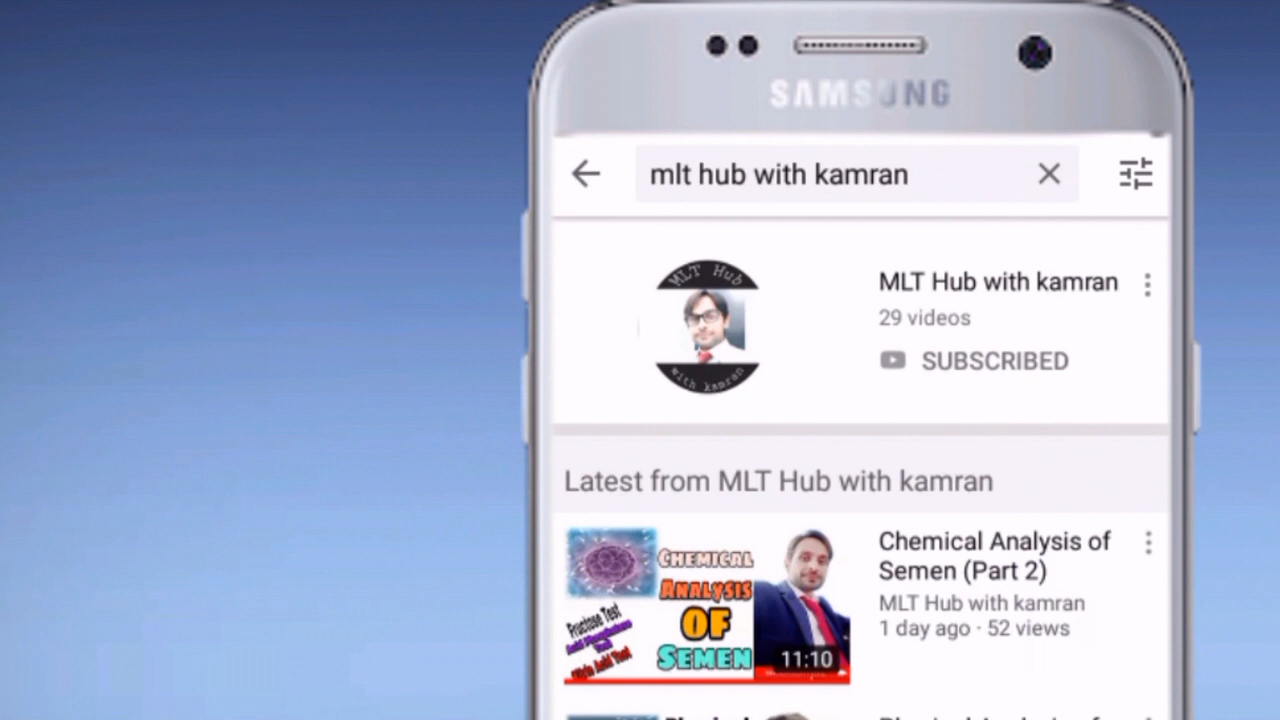 SAMSUNG
mlt hub with kamran
MLT Hub
with kamran
MLT Hub with kamran
29 videos
SUBSCRIBED
Latest from MLT Hub with kamran
CHEMICAL
ANALYSIS
OF
SEMEN
Fructose Test
11:10
Chemical Analysis of
Semen (Part 2)
MLT Hub with kamran
1 day ago · 52 views